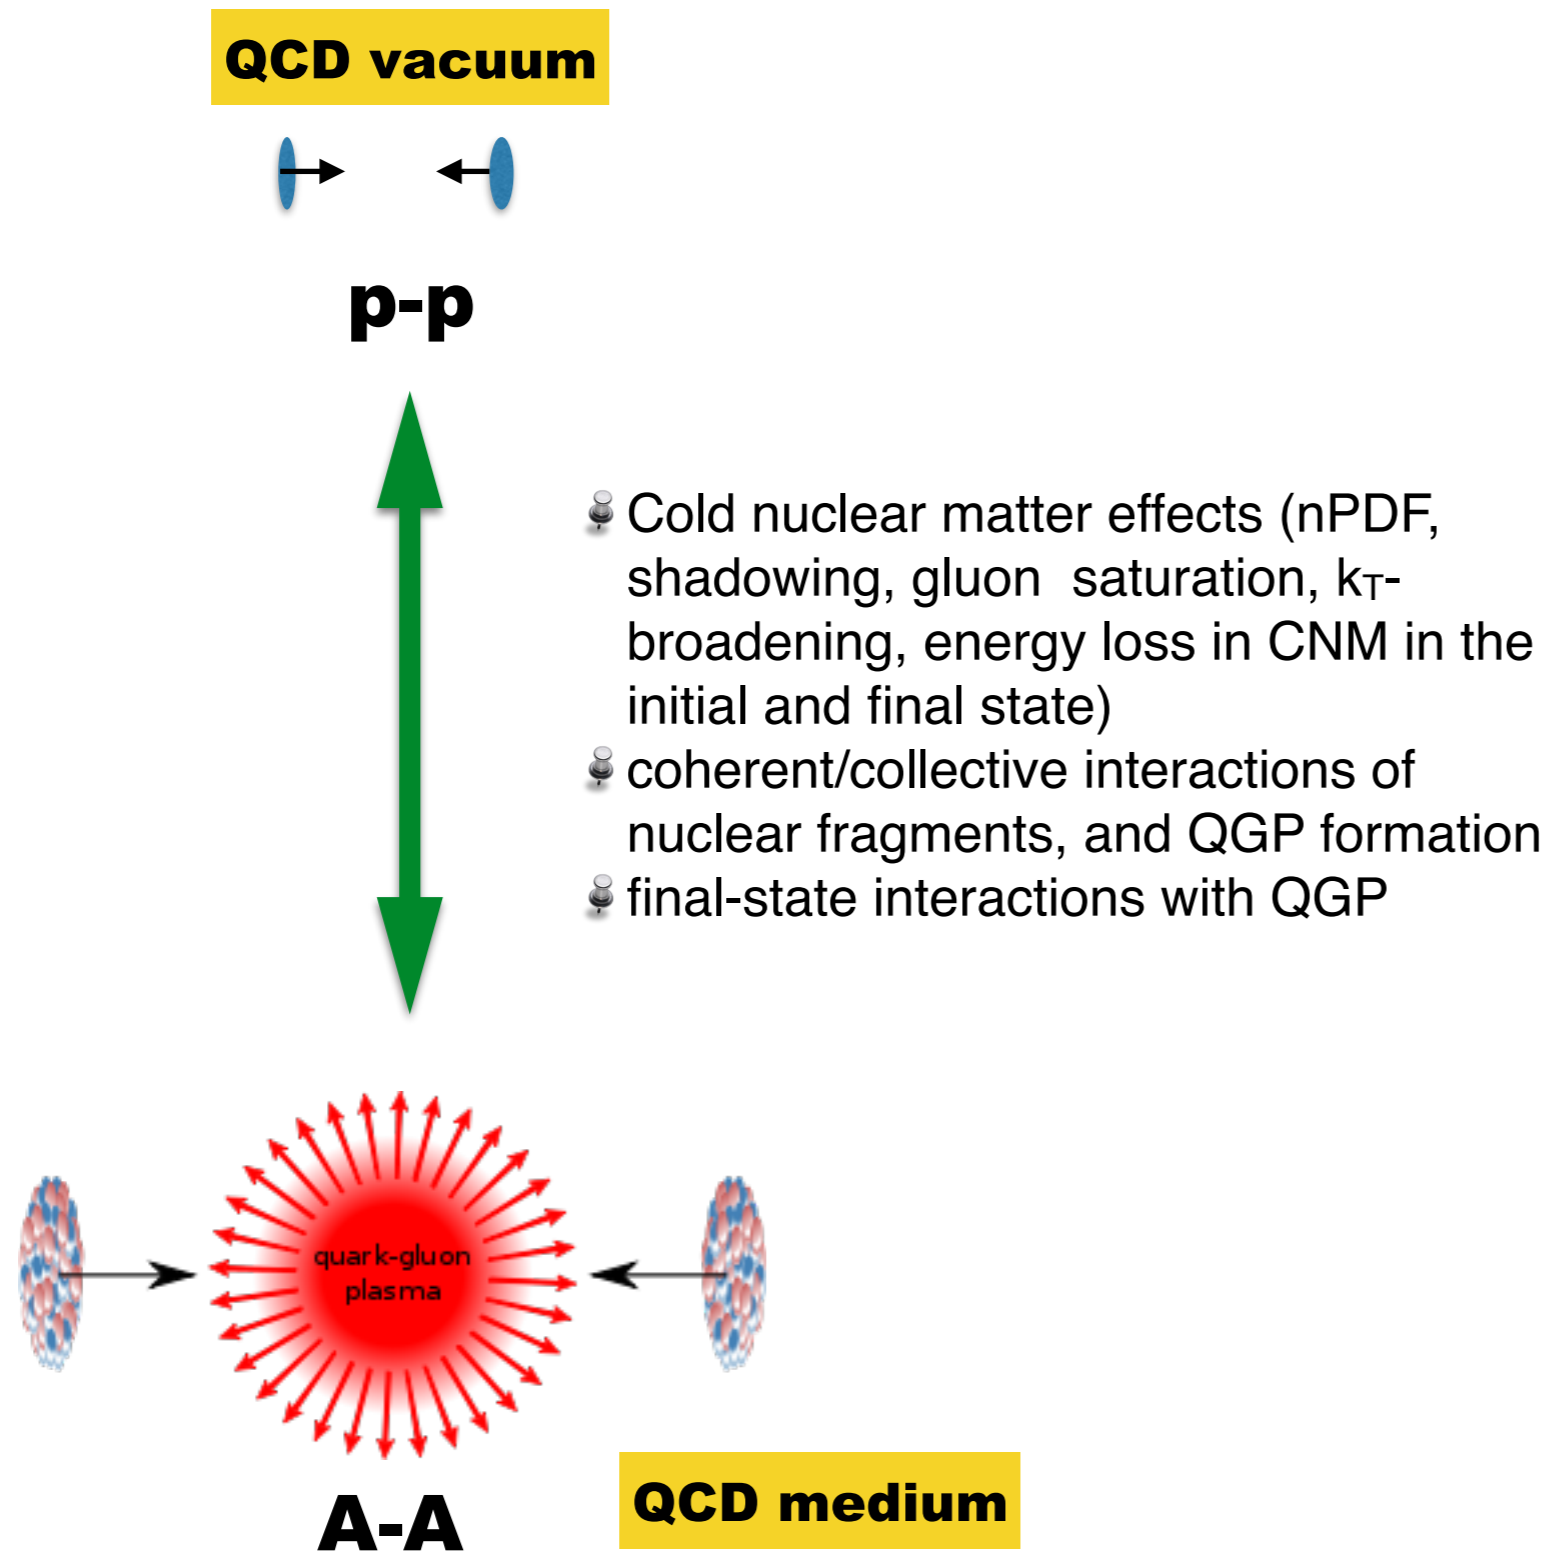 QCD vacuum
p-p
Cold nuclear matter effects (nPDF,
shadowing, gluon  saturation, kT-
broadening, energy loss in CNM in the
initial and final state)
coherent/collective interactions of
nuclear fragments, and QGP formation
final-state interactions with QGP
quark-gluon
plasma
A-A
QCD medium